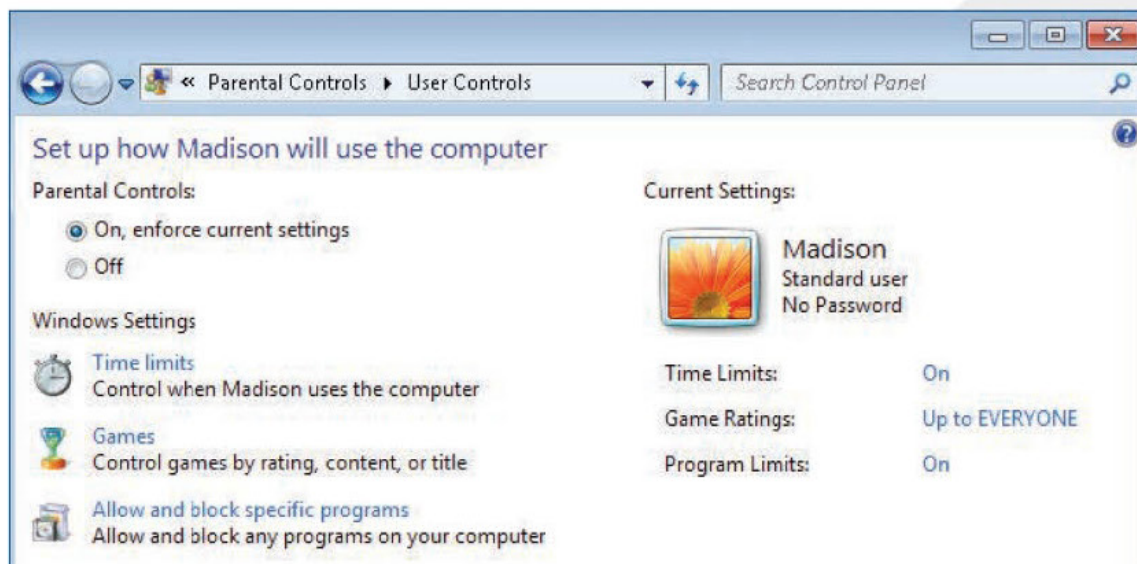 « Parental Controls ▸ User Controls
Search Control Panel
Set up how Madison will use the computer
Parental Controls:
On, enforce current settings
Off
Windows Settings
Time limits
Control when Madison uses the computer
Games
Control games by rating, content, or title
Allow and block specific programs
Allow and block any programs on your computer
Current Settings:
Madison
Standard user
No Password
Time Limits: On
Game Ratings: Up to EVERYONE
Program Limits: On